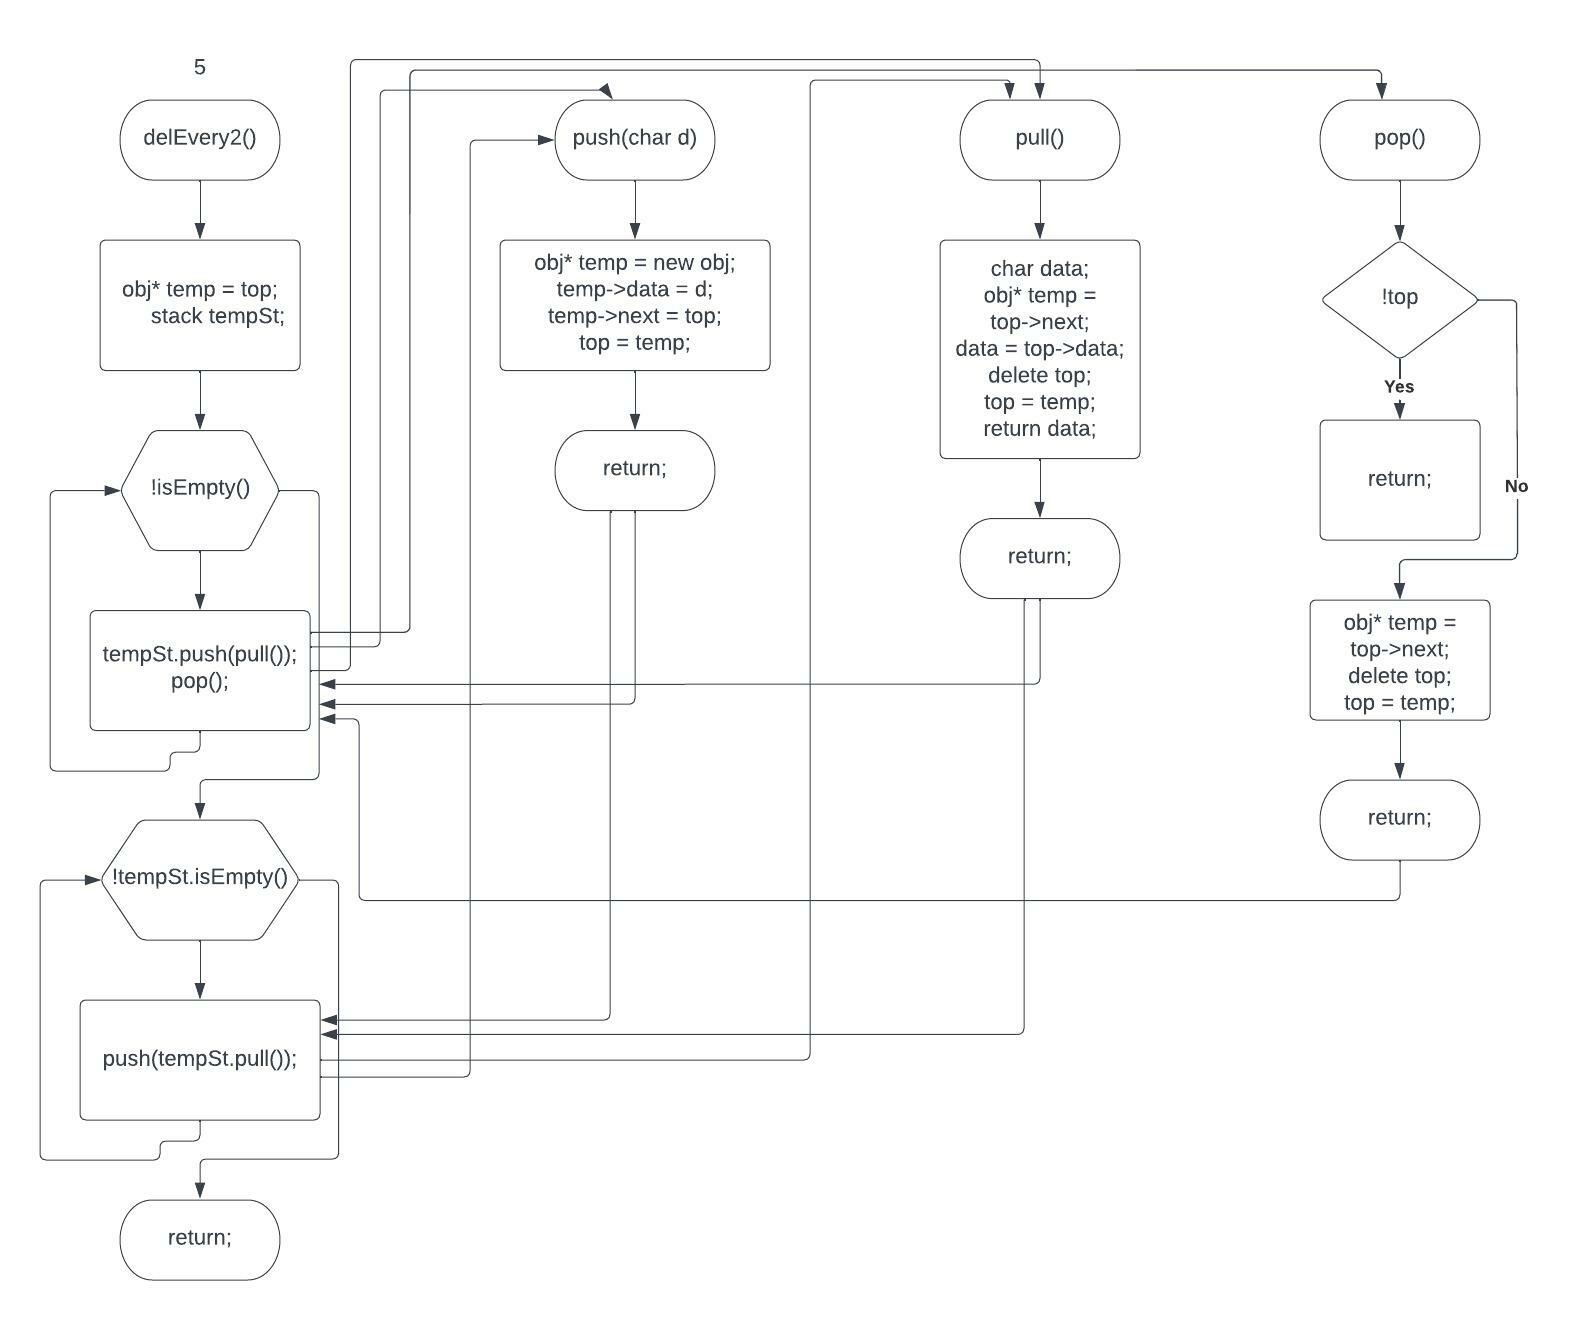 5
delEvery2()
obj* temp = top;
stack tempSt;
!isEmpty()
tempSt.push(pull());
pop();
!tempSt.isEmpty()
push(tempSt.pull());
return;
push(char d)
obj* temp = new obj;
temp->data = d;
temp->next = top;
top = temp;
return;
pull()
char data;
obj* temp =
top->next;
data = top->data;
delete top;
top = temp;
return data;
return;
pop()
!top
Yes
return;
No
obj* temp =
top->next;
delete top;
top = temp;
return;